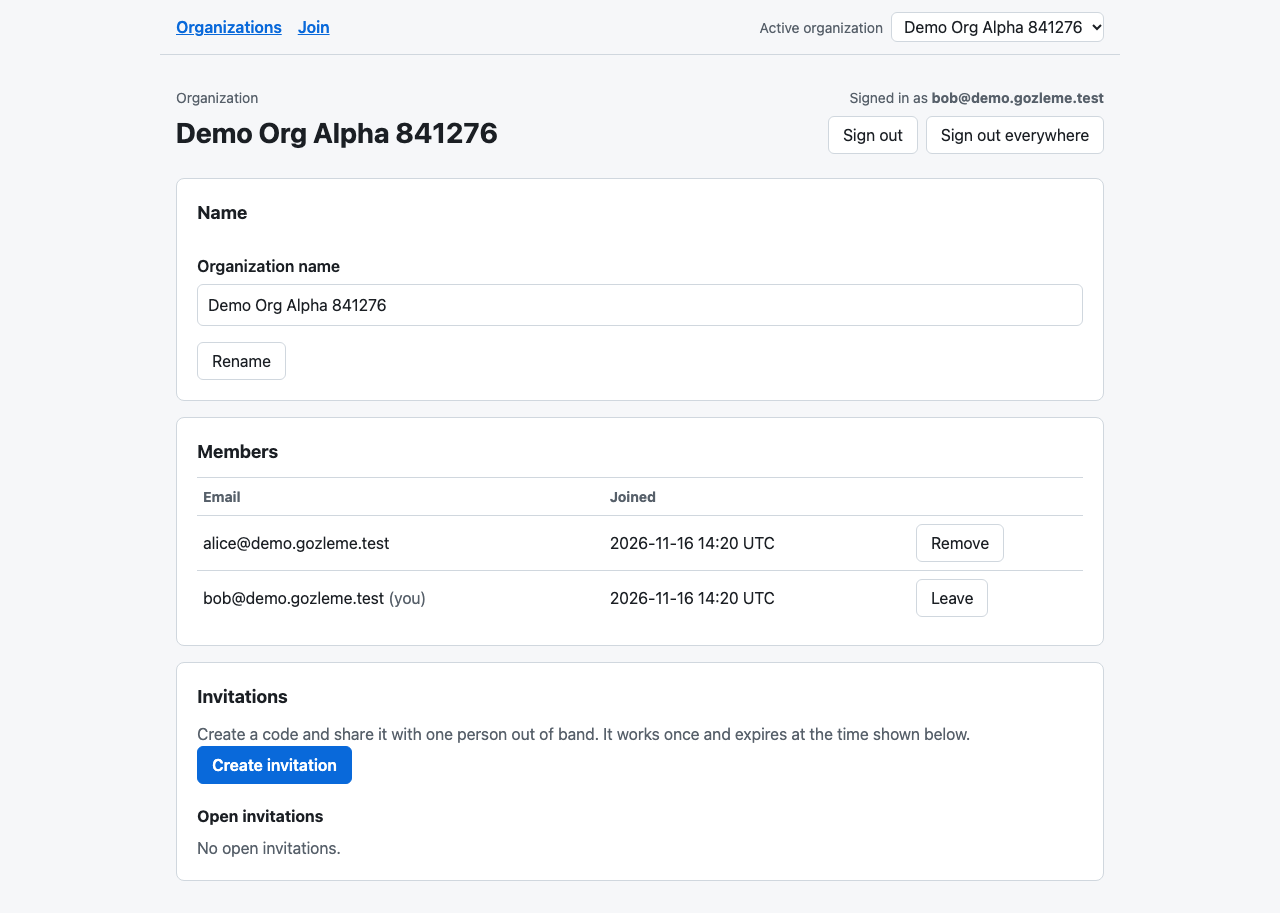 Organizations Join Active organization Demo Org Alpha 841276
Organization
Signed in as bob@demo.gozleme.test
Demo Org Alpha 841276
Sign out Sign out everywhere
Name
Organization name
Demo Org Alpha 841276
Rename
Members
Email Joined
alice@demo.gozleme.test 2026-11-16 14:20 UTC Remove
bob@demo.gozleme.test (you) 2026-11-16 14:20 UTC Leave
Invitations
Create a code and share it with one person out of band. It works once and expires at the time shown below.
Create invitation
Open invitations
No open invitations.